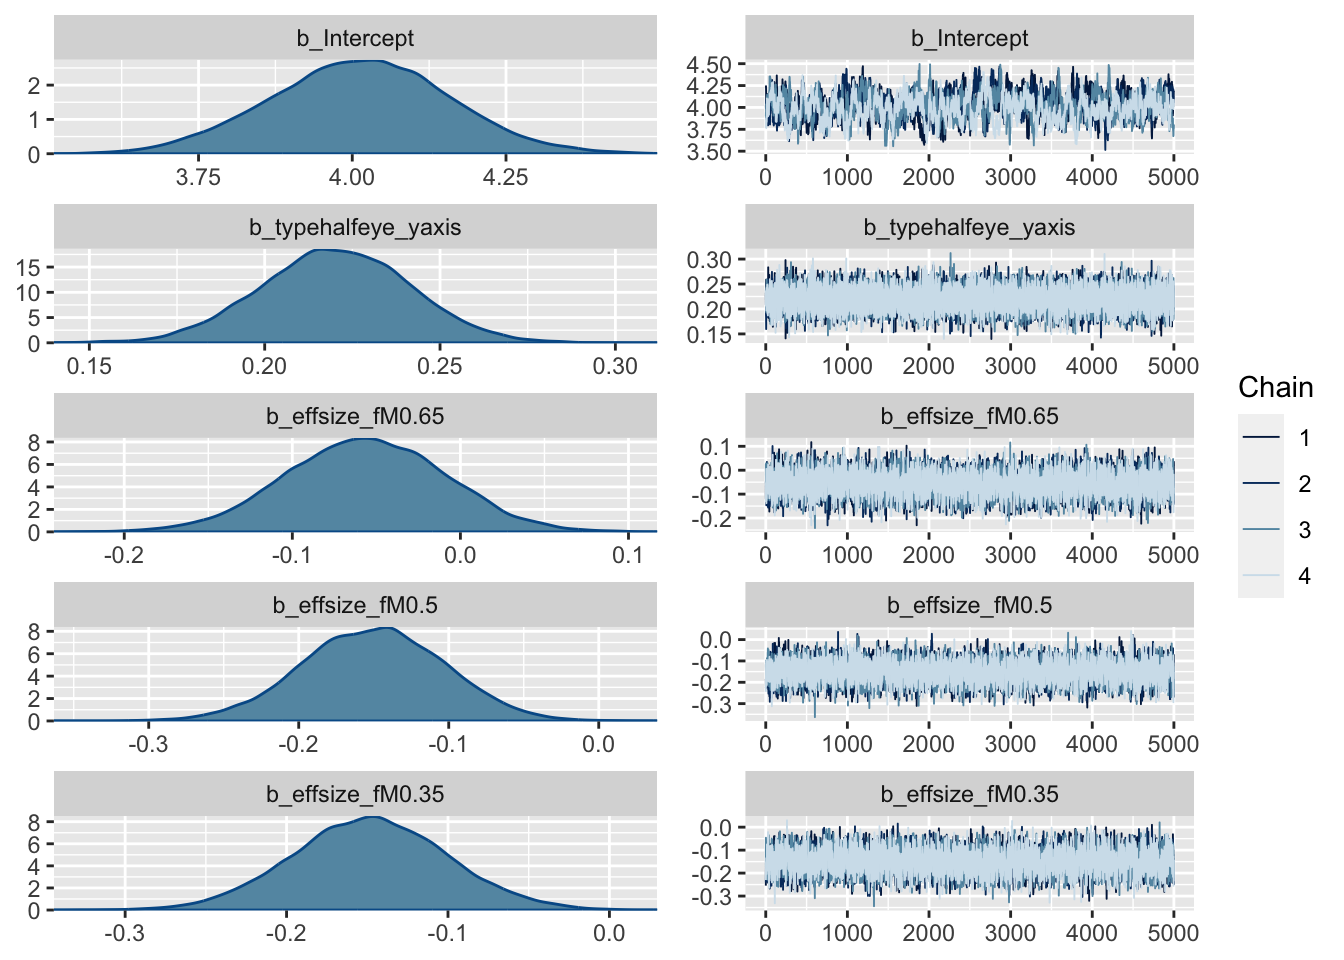 b_Intercept
2
1
0
3.75 4.00 4.25
b_Intercept
4.50
4.25
4.00
3.75
3.50
0 1000 2000 3000 4000 5000
b_typehalfeye_yaxis
15
10
5
0
0.15 0.20 0.25 0.30
b_typehalfeye_yaxis
0.30
0.25
0.20
0.15
0 1000 2000 3000 4000 5000
b_effsize_fM0.65
8
6
4
2
0
-0.2 -0.1 0.0 0.1
b_effsize_fM0.65
0.1
0.0
-0.1
-0.2
0 1000 2000 3000 4000 5000
b_effsize_fM0.5
8
6
4
2
0
-0.3 -0.2 -0.1 0.0
b_effsize_fM0.5
0.0
-0.1
-0.2
-0.3
0 1000 2000 3000 4000 5000
b_effsize_fM0.35
8
6
4
2
0
-0.3 -0.2 -0.1 0.0
b_effsize_fM0.35
0.0
-0.1
-0.2
-0.3
0 1000 2000 3000 4000 5000
Chain
1
2
3
4